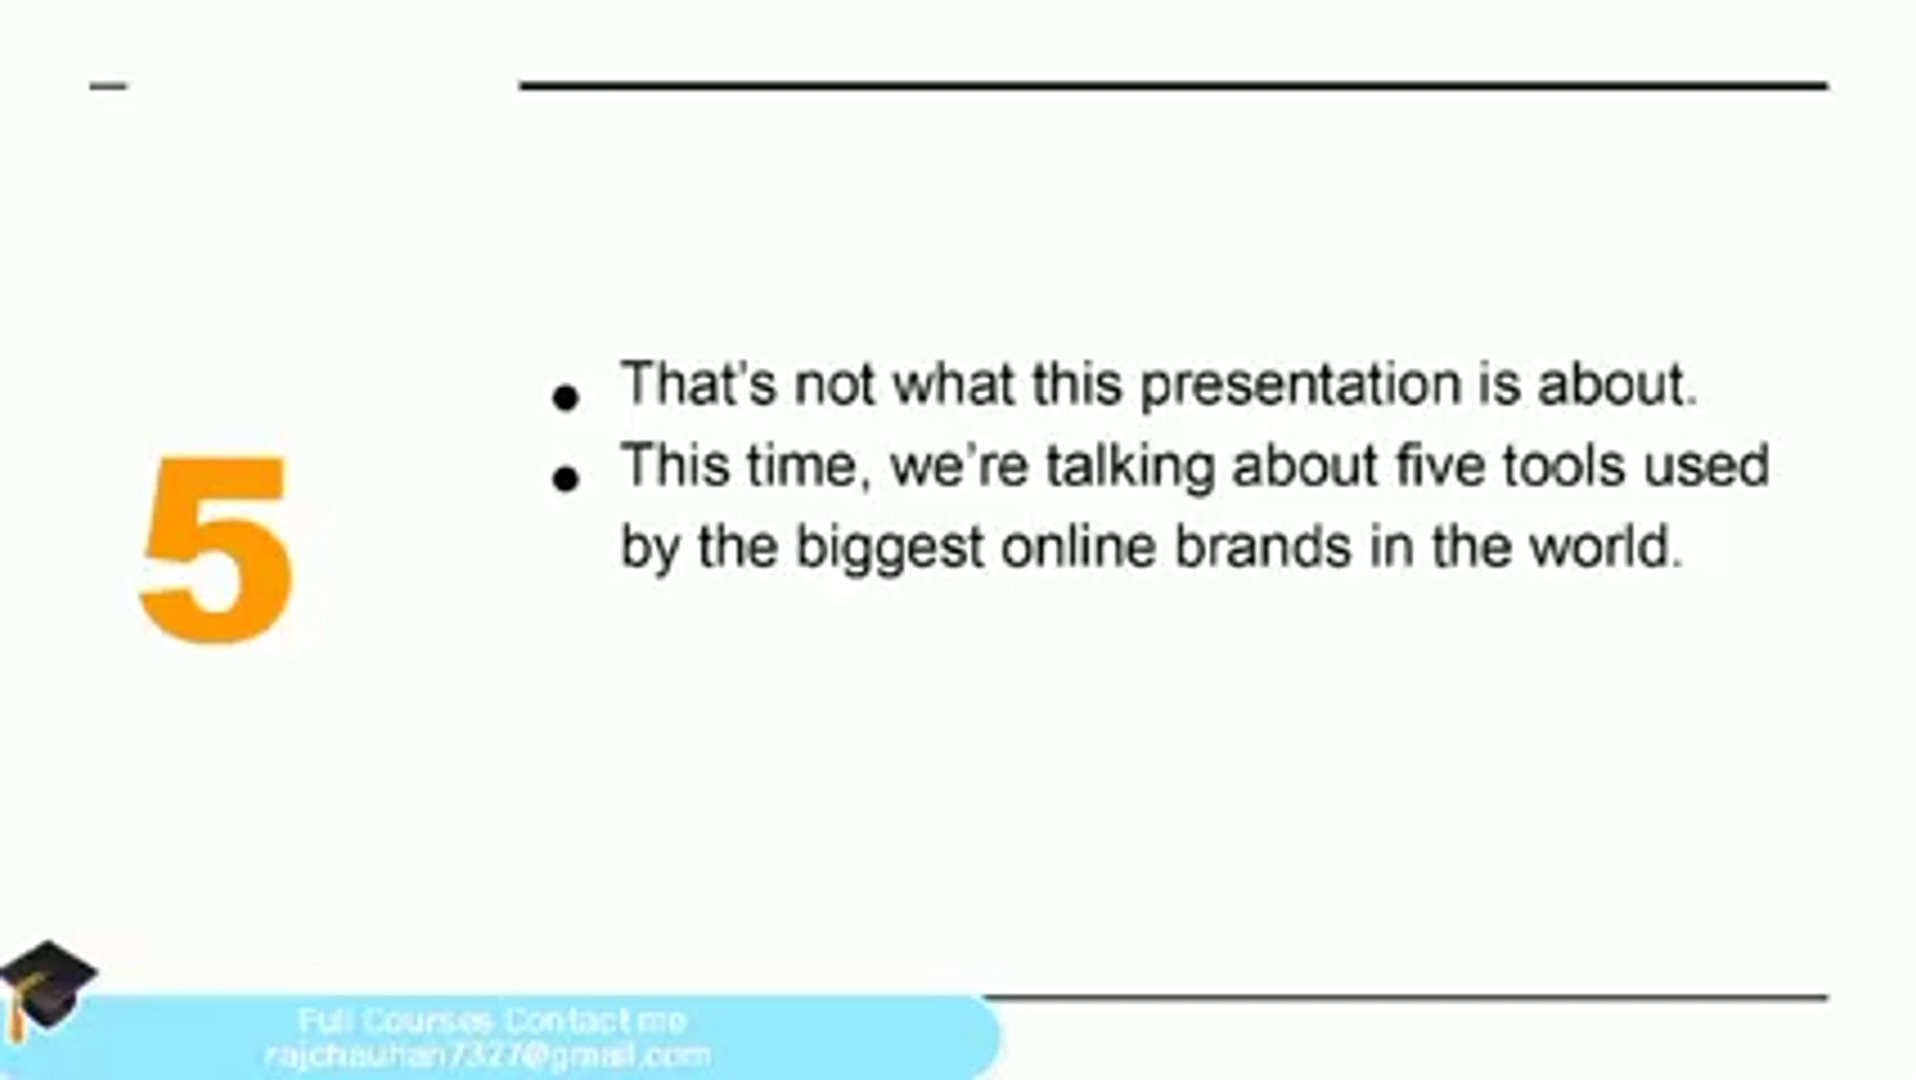 5
● That’s not what this presentation is about.
● This time, we’re talking about five tools used
by the biggest online brands in the world.
Full Courses Contact me
rajchauhan7327@gmail.com